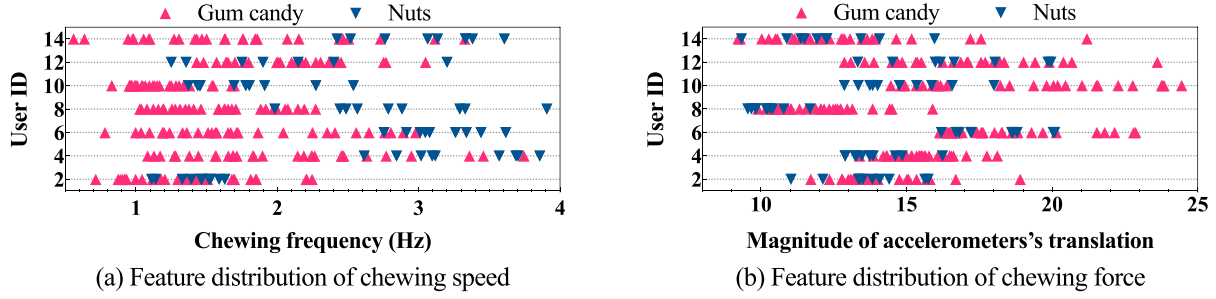 Gum candy Nuts
14
12
10
8
6
4
2
User ID
1 2 3 4
Chewing frequency (Hz)
(a) Feature distribution of chewing speed
Gum candy Nuts
14
12
10
8
6
4
2
User ID
10 15 20 25
Magnitude of accelerometers's translation
(b) Feature distribution of chewing force